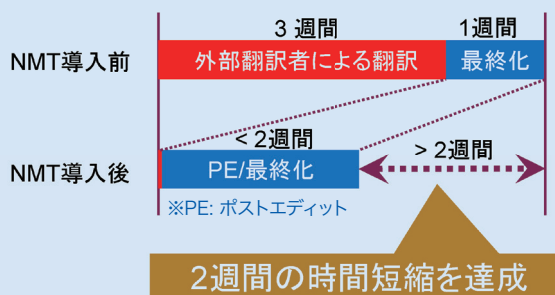 3 週間
1週間
NMT導入前
外部翻訳者による翻訳
最終化
< 2週間
> 2週間
NMT導入後
PE/最終化
※PE: ポストエディット
2週間の時間短縮を達成